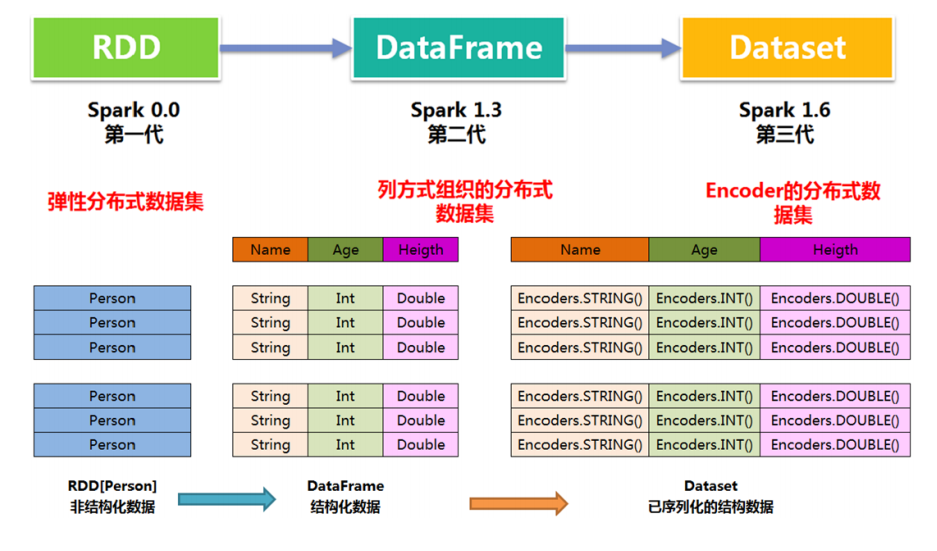 RDD
DataFrame
Dataset
Spark 0.0
第一代
Spark 1.3
第二代
Spark 1.6
第三代
弹性分布式数据集
列方式组织的分布式
数据集
Encoder的分布式数
据集
Name Age Heigth
Name Age Heigth
Person
String Int Double
Encoders.STRING() Encoders.INT() Encoders.DOUBLE()
Person
String Int Double
Encoders.STRING() Encoders.INT() Encoders.DOUBLE()
Person
String Int Double
Encoders.STRING() Encoders.INT() Encoders.DOUBLE()
Person
String Int Double
Encoders.STRING() Encoders.INT() Encoders.DOUBLE()
Person
String Int Double
Encoders.STRING() Encoders.INT() Encoders.DOUBLE()
Person
String Int Double
Encoders.STRING() Encoders.INT() Encoders.DOUBLE()
RDD[Person]
非结构化数据
DataFrame
结构化数据
Dataset
已序列化的结构数据